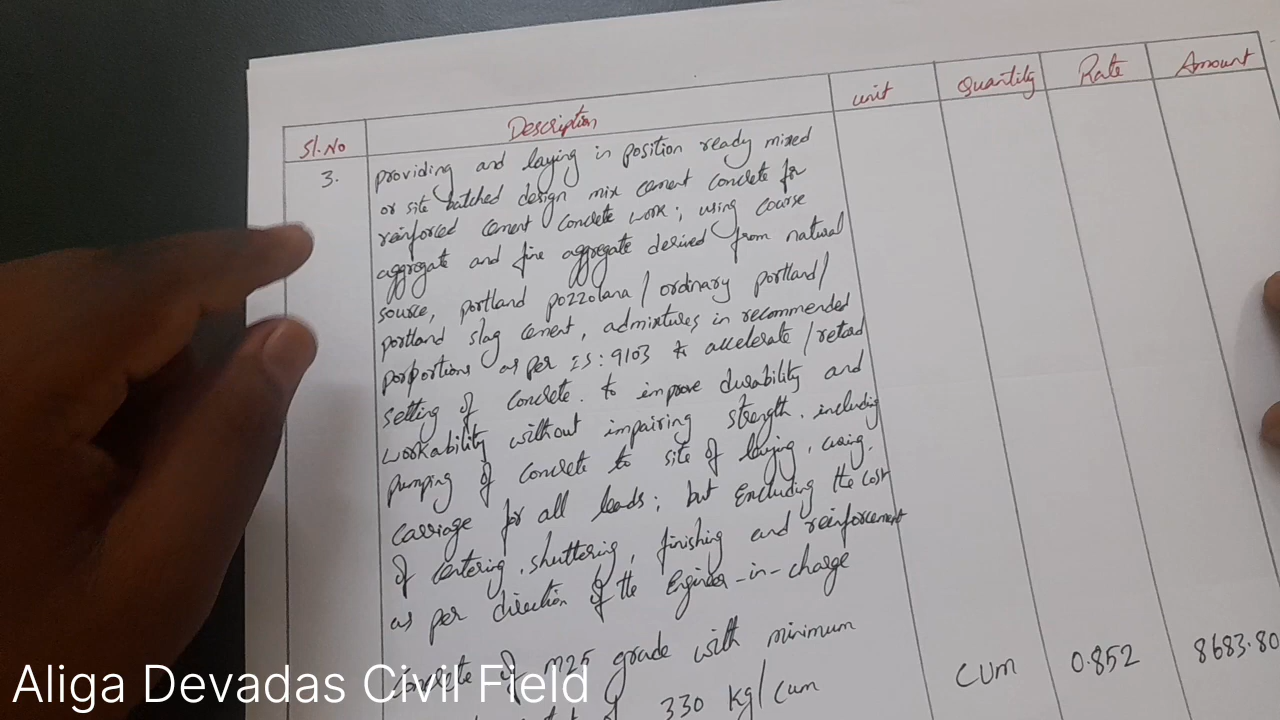 Sl.No Description unit Quantity Rate Amount
3. providing and laying in position ready mixed
or site batched design mix cement concrete for
reinforced cement concrete work; using course
aggregate and fine aggregate derived from natural
source, portland pozzolana / ordinary portland /
portland slag cement, admixtures in recommended
porportions as per IS:9103 to accelerate / retard
setting of concrete. to improve durability and
workability without impairing strength. including
pumping of concrete to site of laying, using.
carriage for all leads; but Excluding the cost
of centering, shuttering, finishing and reinforcement
as per direction of the Engineer-in-charge
concrete of M25 grade with minimum
330 kg/cum cum 0.852 8683.80
Aliga Devadas Civil Field